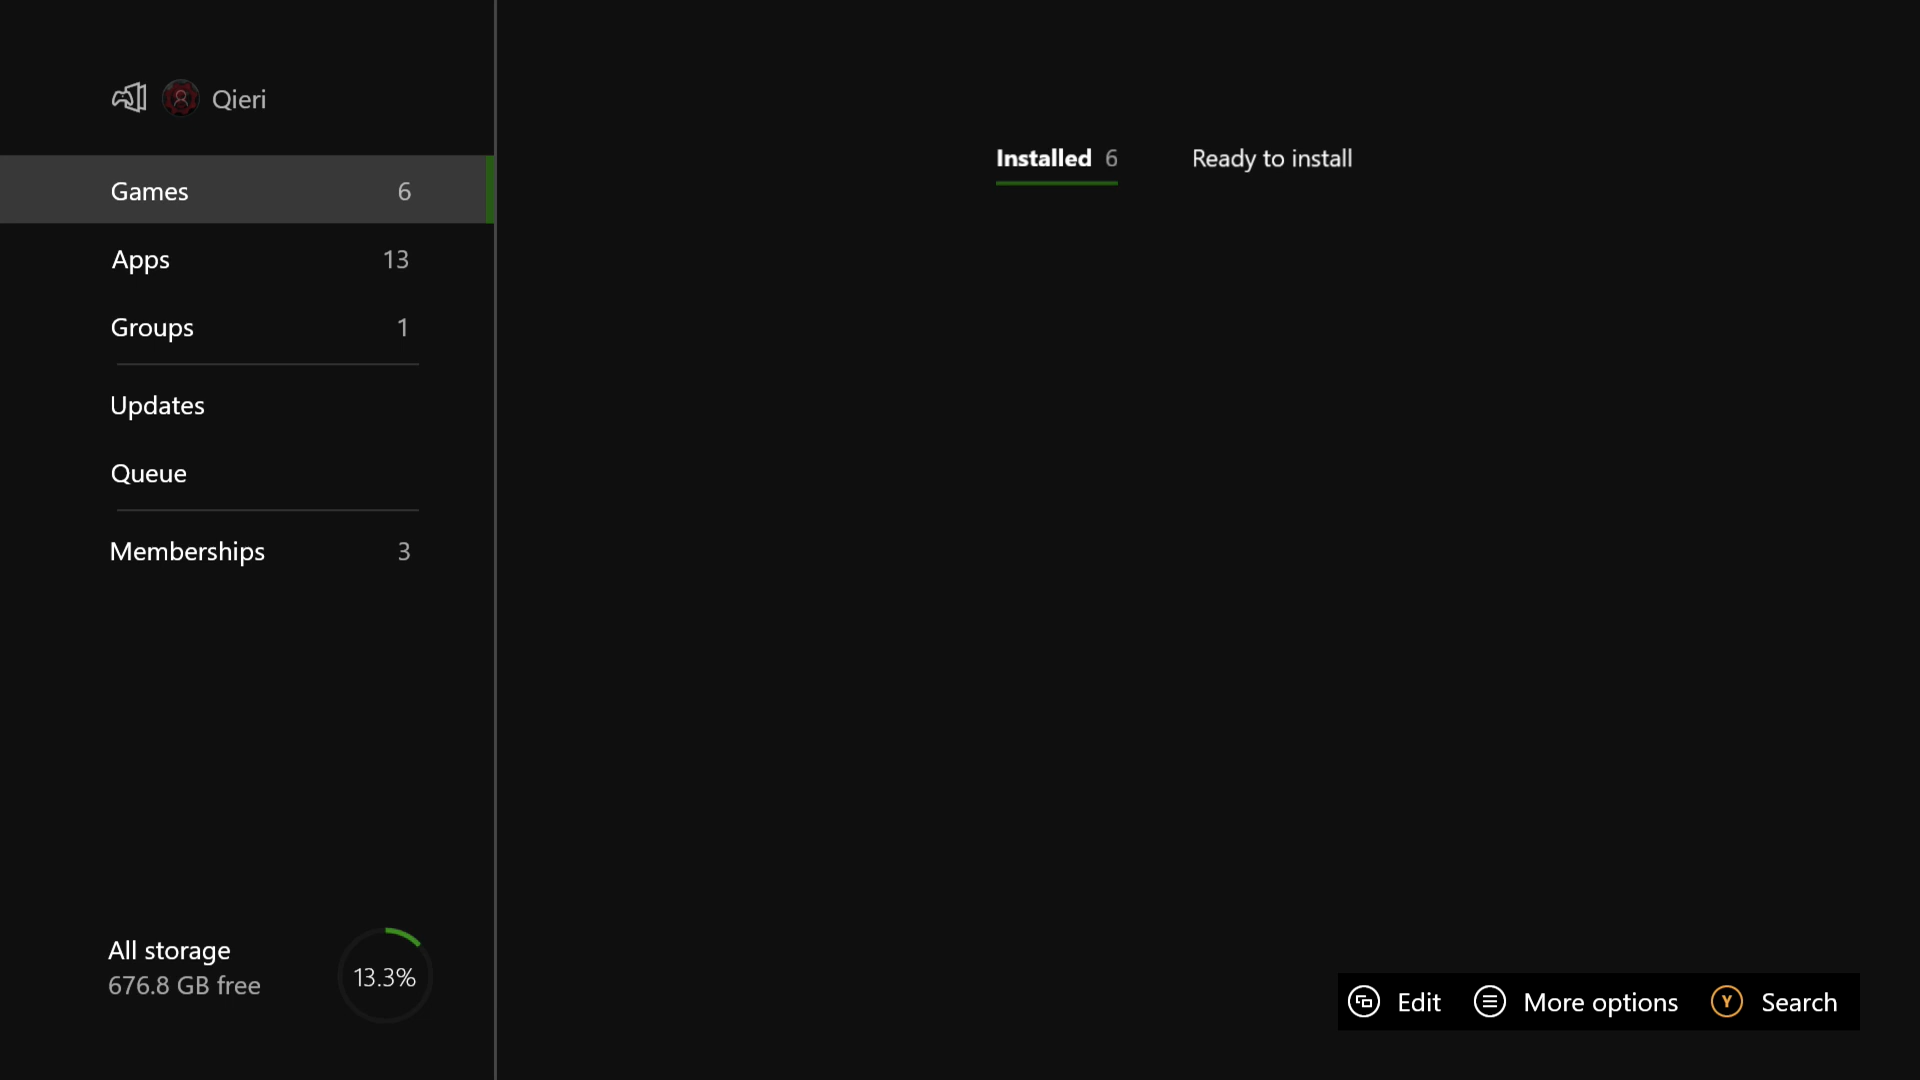 Qieri
Games 6
Apps 13
Groups 1
Updates
Queue
Memberships 3
All storage
676.8 GB free
13.3%
Installed 6
Ready to install
Edit
More options
Y Search